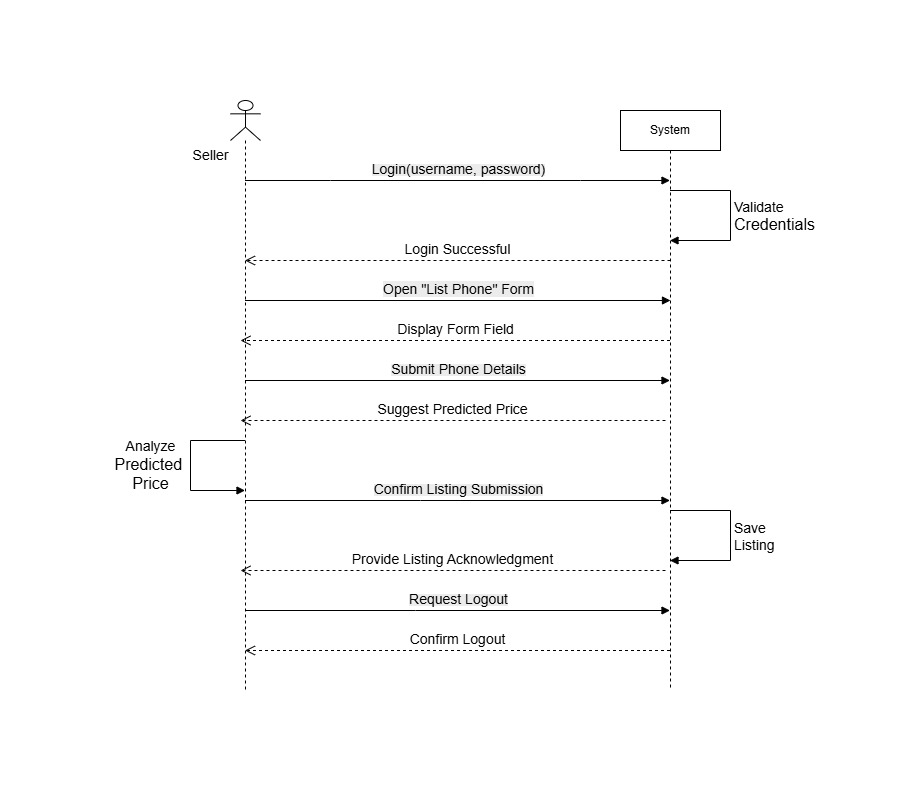 System
Seller
Login(username, password)
Validate
Credentials
Login Successful
Open "List Phone" Form
Display Form Field
Submit Phone Details
Suggest Predicted Price
Analyze
Predicted
Price
Confirm Listing Submission
Save
Listing
Provide Listing Acknowledgment
Request Logout
Confirm Logout